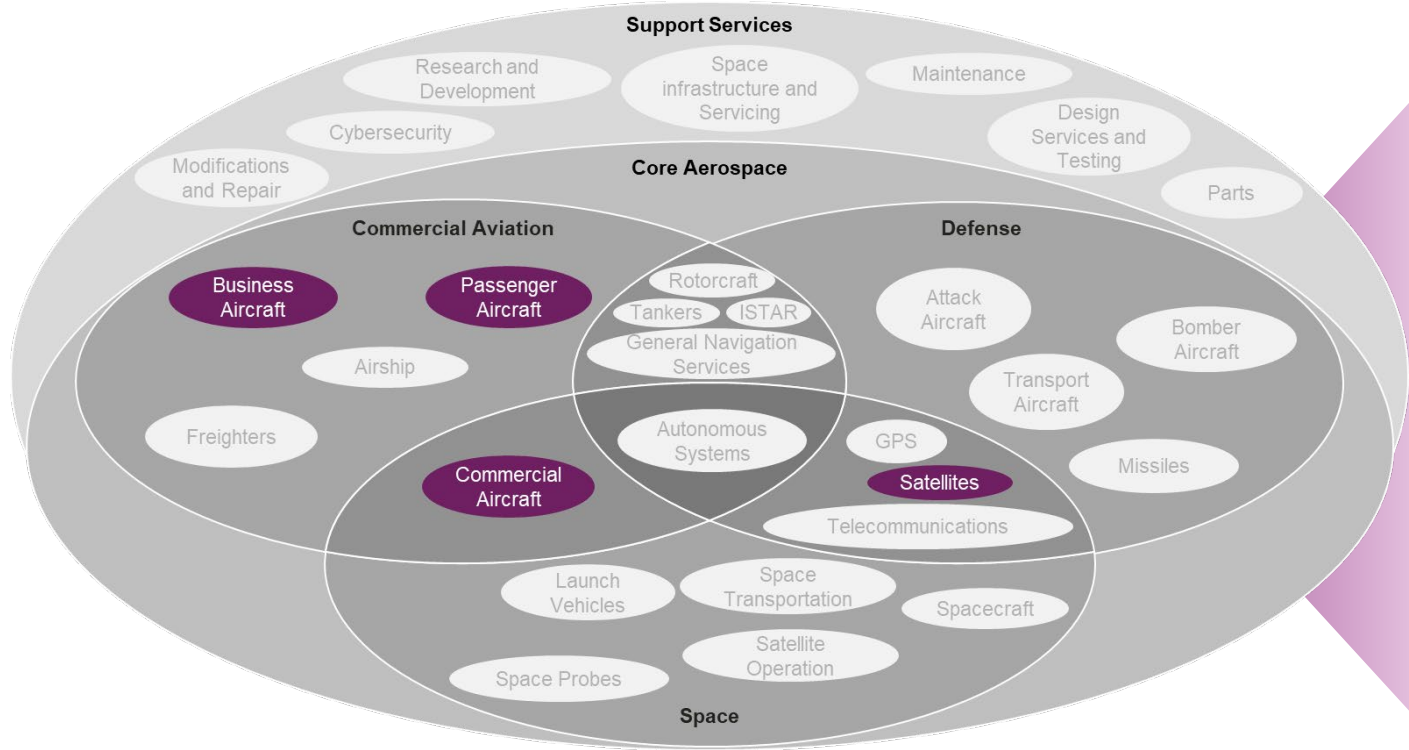 Support Services
Research and
Development
Space
infrastructure and
Servicing
Maintenance
Cybersecurity
Design
Services and
Testing
Modifications
and Repair
Parts
Core Aerospace
Commercial Aviation
Defense
Business
Aircraft
Passenger
Aircraft
Airship
Freighters
Rotorcraft
Tankers
ISTAR
General Navigation
Services
Attack
Aircraft
Bomber
Aircraft
Transport
Aircraft
Missiles
Autonomous
Systems
Commercial
Aircraft
GPS
Satellites
Telecommunications
Launch
Vehicles
Space
Transportation
Spacecraft
Satellite
Operation
Space Probes
Space